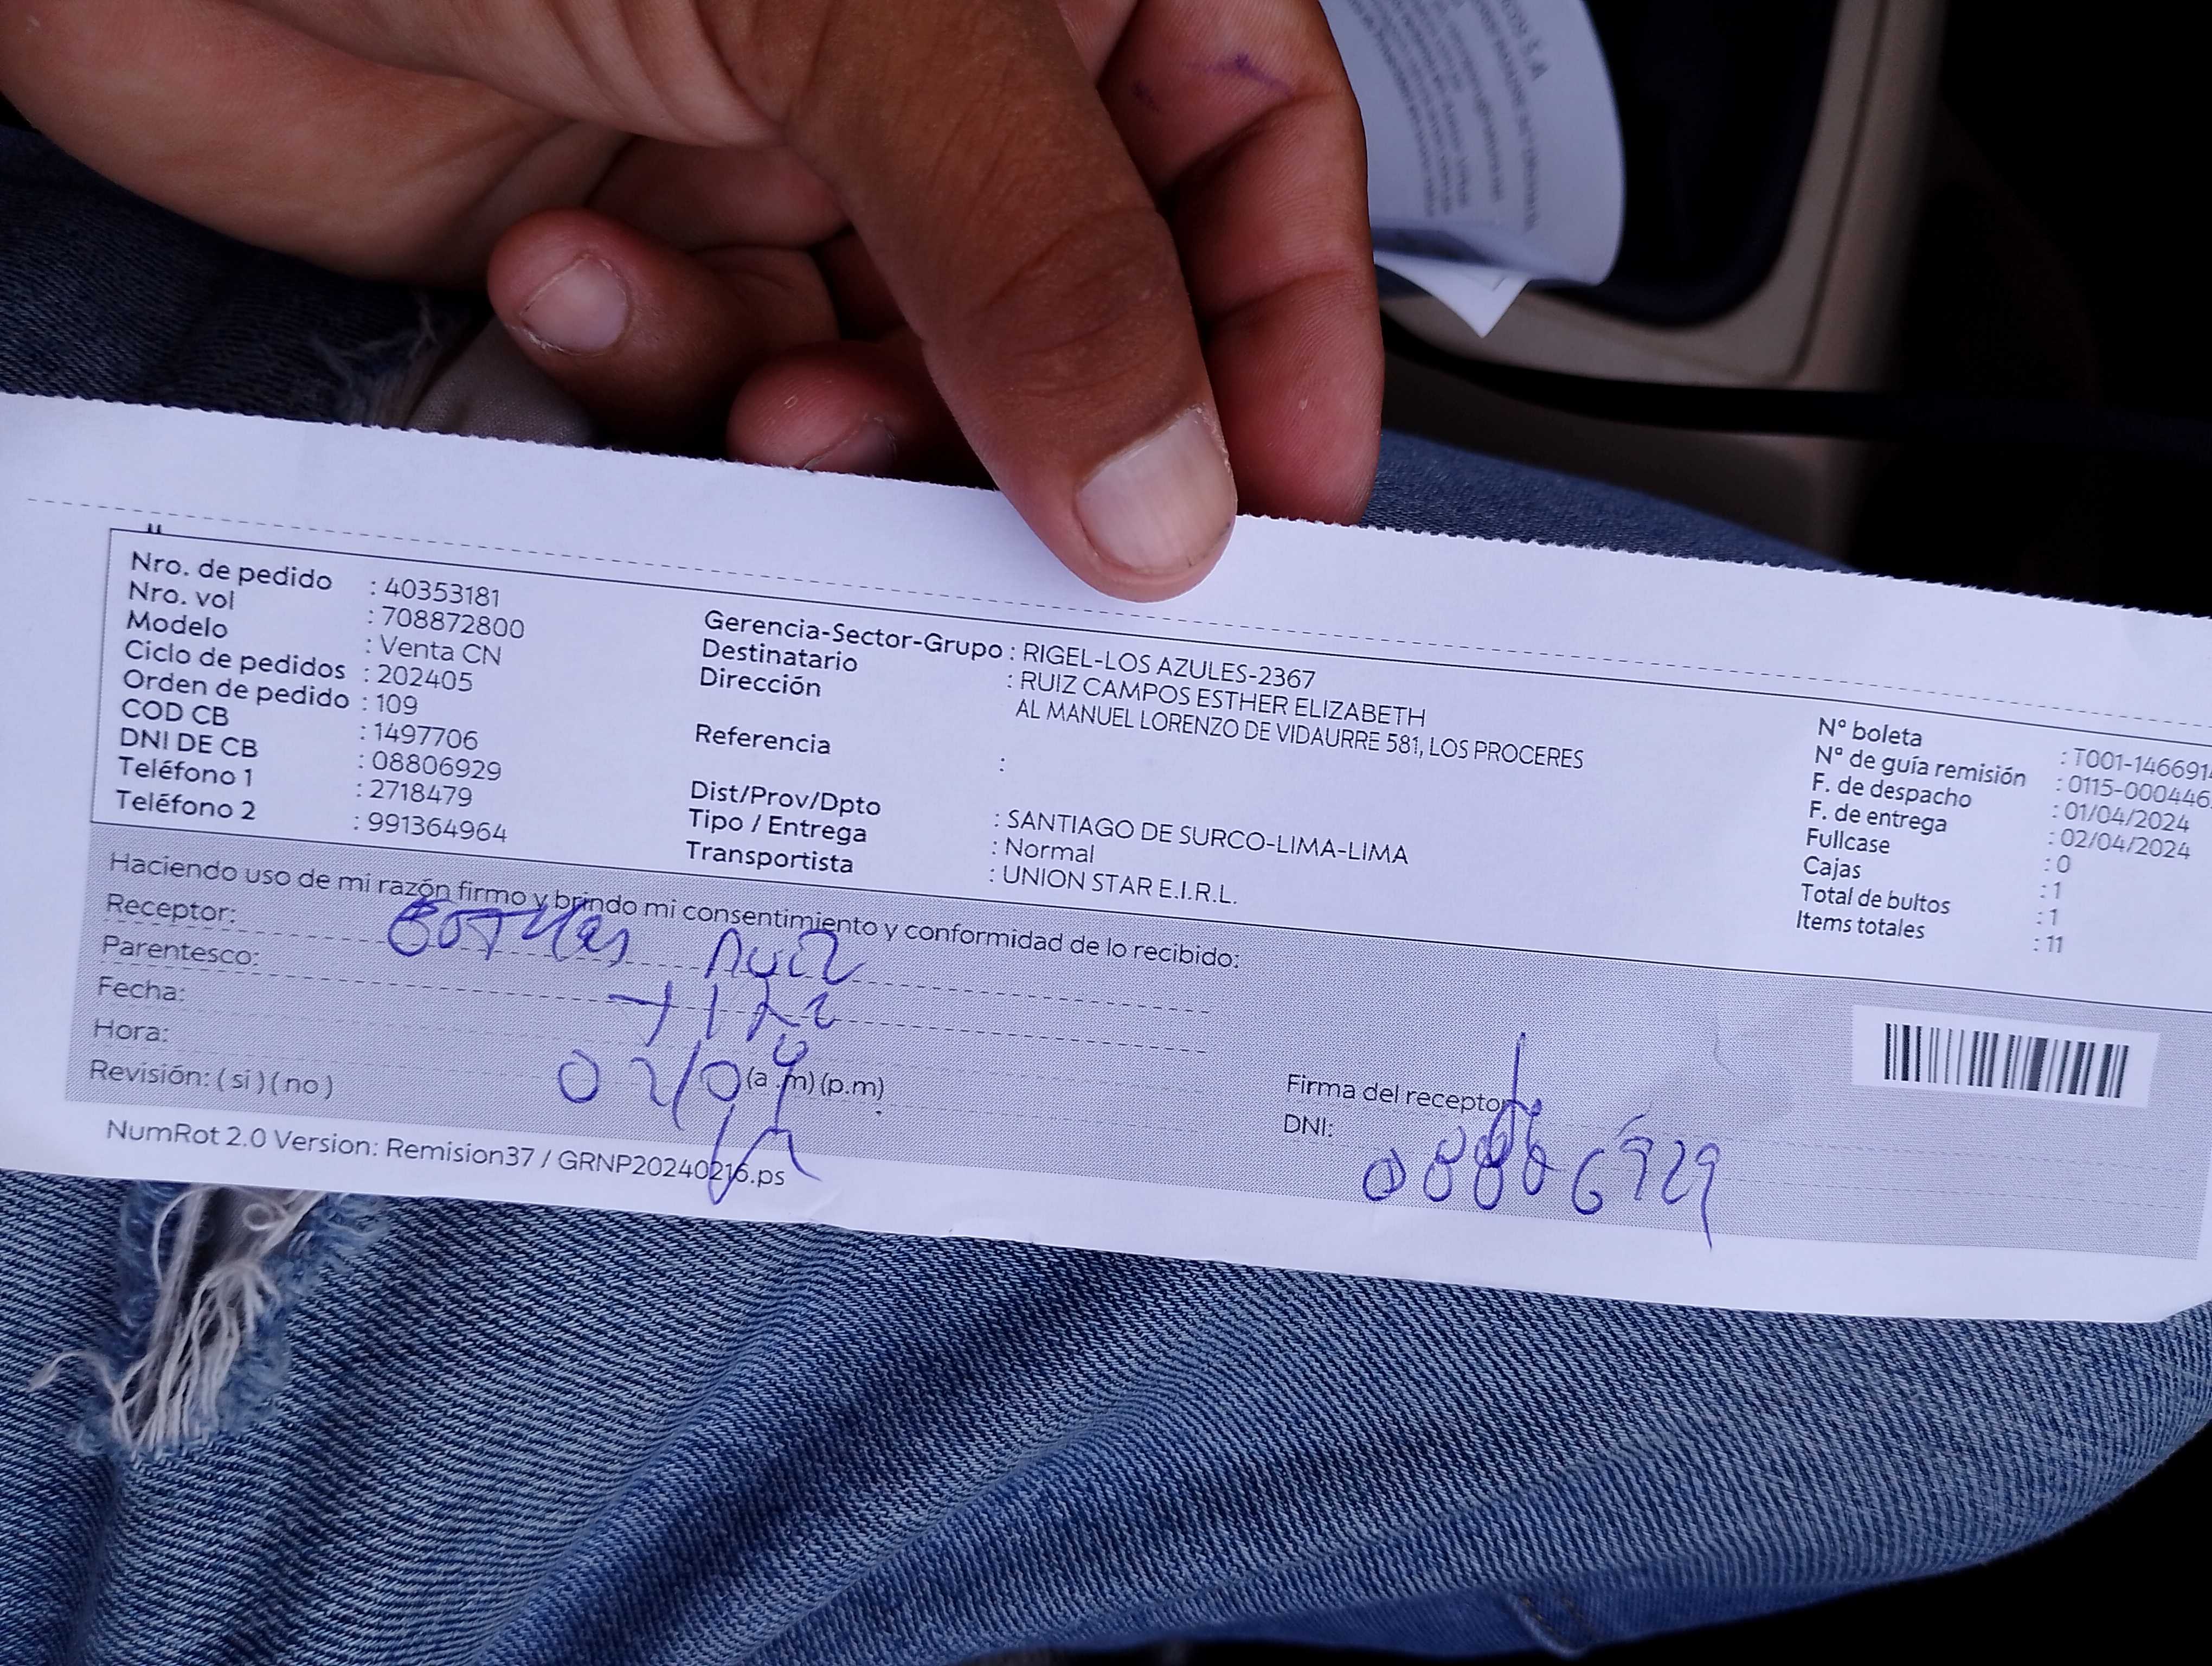 Nro. de pedido : 40353181
Nro. vol : 708872800
Modelo : Venta CN
Ciclo de pedidos : 202405
Orden de pedido : 109
COD CB : 1497706
DNI DE CB : 08806929
Teléfono 1 : 2718479
Teléfono 2 : 991364964
Gerencia-Sector-Grupo : RIGEL-LOS AZULES-2367
Destinatario : RUIZ CAMPOS ESTHER ELIZABETH
Dirección AL MANUEL LORENZO DE VIDAURRE 581, LOS PROCERES
Referencia :
Dist/Prov/Dpto : SANTIAGO DE SURCO-LIMA-LIMA
Tipo / Entrega : Normal
Transportista : UNION STAR E.I.R.L.
N° boleta : T001-146691
N° de guía remisión : 0115-000446
F. de despacho : 01/04/2024
F. de entrega : 02/04/2024
Fullcase : 0
Cajas : 1
Total de bultos : 1
Items totales : 11
Haciendo uso de mi razón firmo y brindo mi consentimiento y conformidad de lo recibido:
Receptor: Ruiz
Parentesco:
Fecha:
Hora: (a.m) (p.m)
Revisión: ( si ) ( no )
Firma del receptor
DNI:
NumRot 2.0 Version: Remision37 / GRNP20240216.ps